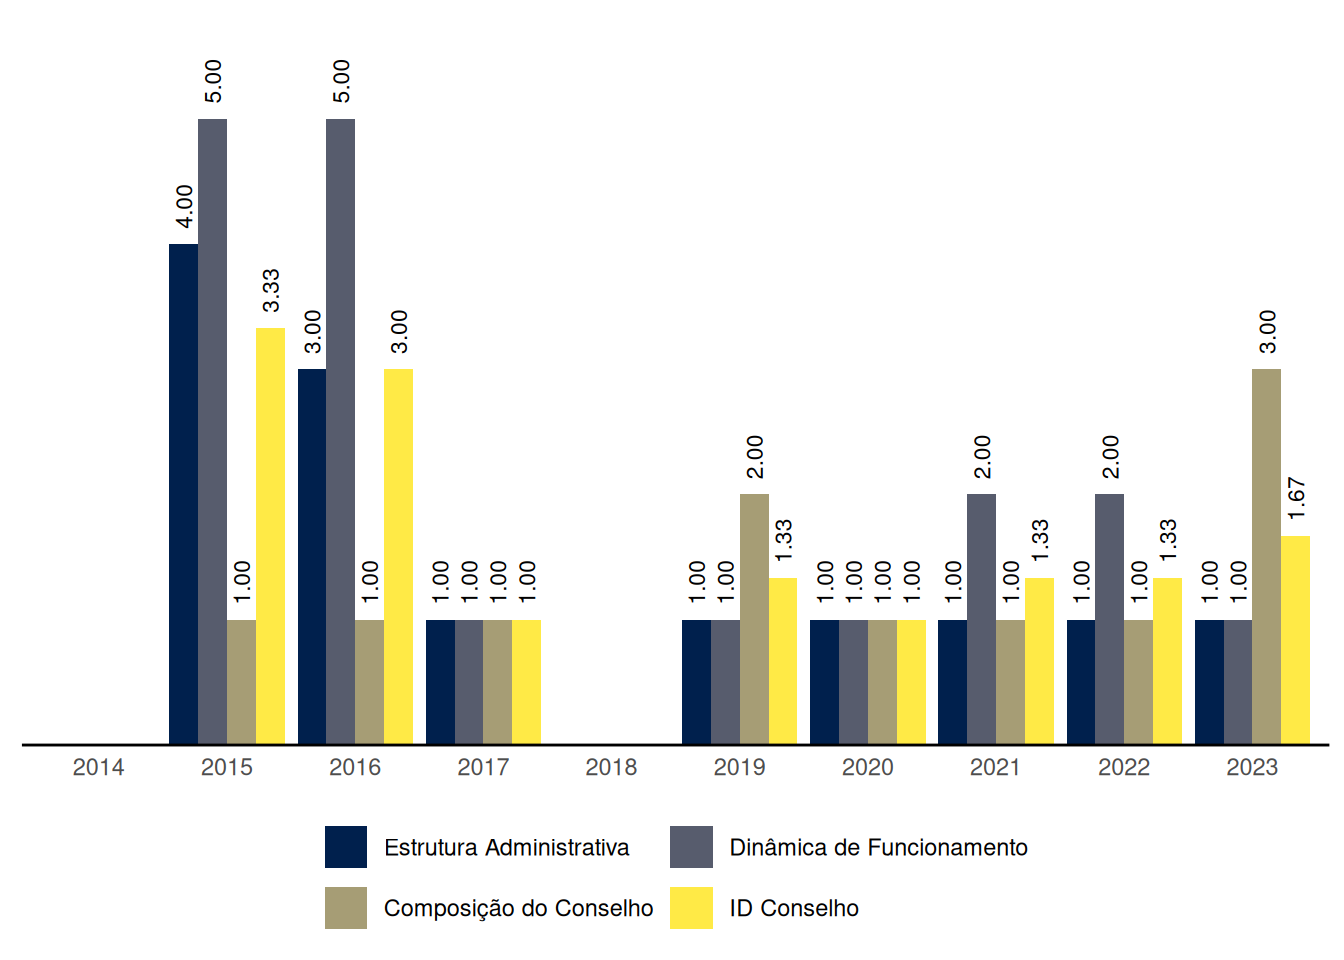 4.00 5.00 1.00 3.33
3.00 5.00 1.00 3.00
1.00 1.00 1.00 1.00
1.00 1.00 2.00 1.33
1.00 1.00 1.00 1.00
1.00 2.00 1.00 1.33
1.00 2.00 1.00 1.33
1.00 1.00 3.00 1.67
2014 2015 2016 2017 2018 2019 2020 2021 2022 2023
Estrutura Administrativa Dinâmica de Funcionamento
Composição do Conselho ID Conselho